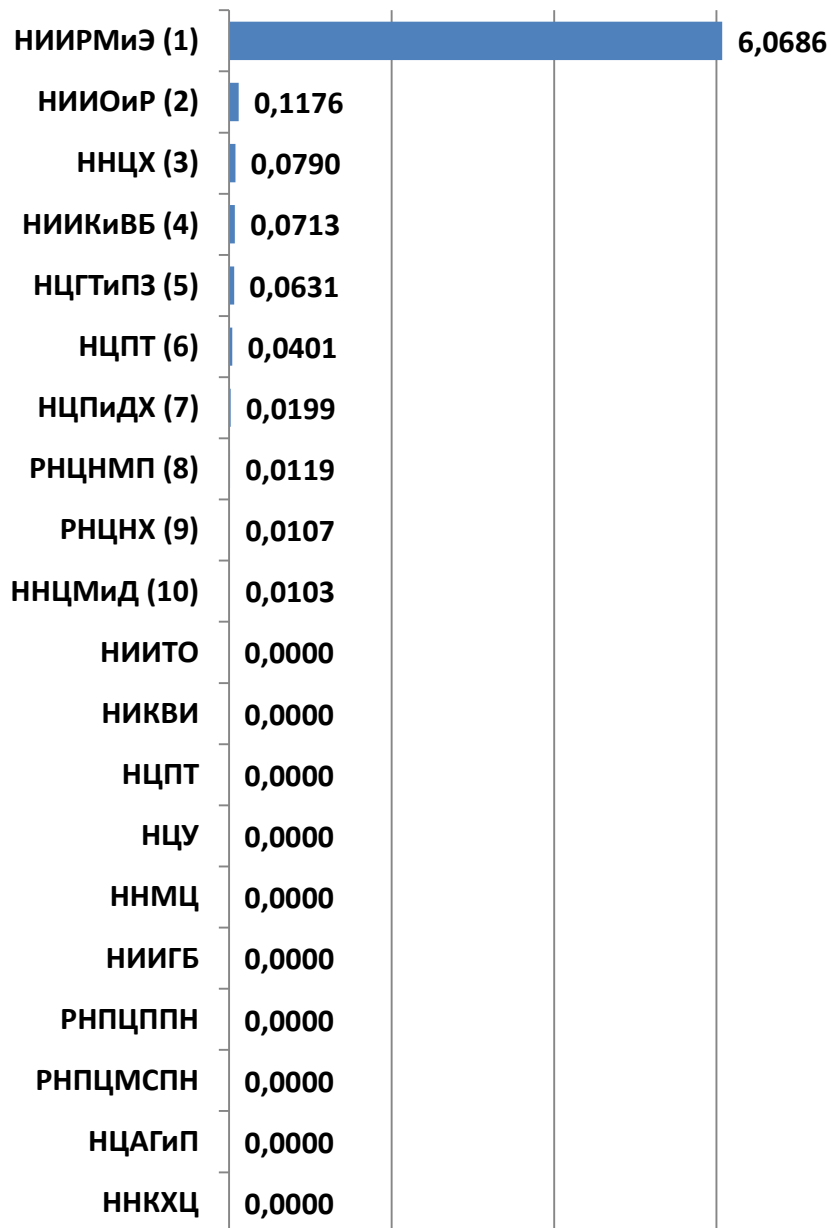 НИИРМиЭ (1) 6,0686
НИИОиР (2) 0,1176
ННЦХ (3) 0,0790
НИИКиВБ (4) 0,0713
НЦГТиПЗ (5) 0,0631
НЦПТ (6) 0,0401
НЦПиДХ (7) 0,0199
РНЦНМП (8) 0,0119
РНЦНХ (9) 0,0107
ННЦМиД (10) 0,0103
НИИТО 0,0000
НИКВИ 0,0000
НЦПТ 0,0000
НЦУ 0,0000
ННМЦ 0,0000
НИИГБ 0,0000
РНПЦППН 0,0000
РНПЦМСПН 0,0000
НЦАГиП 0,0000
ННКХЦ 0,0000